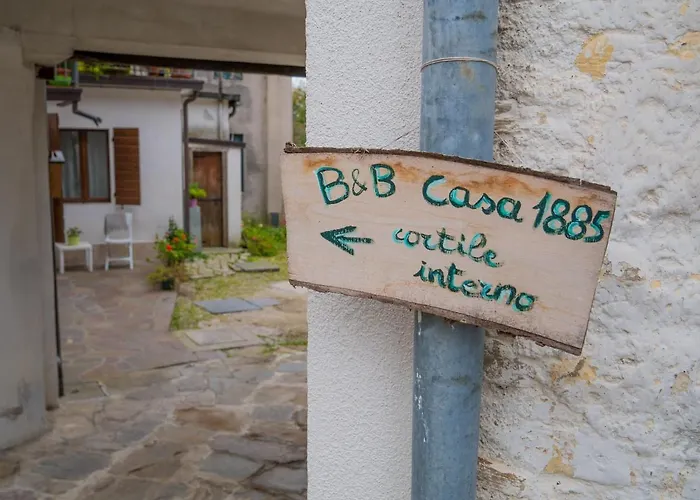 B&B Casa 1885
← cortile
interno